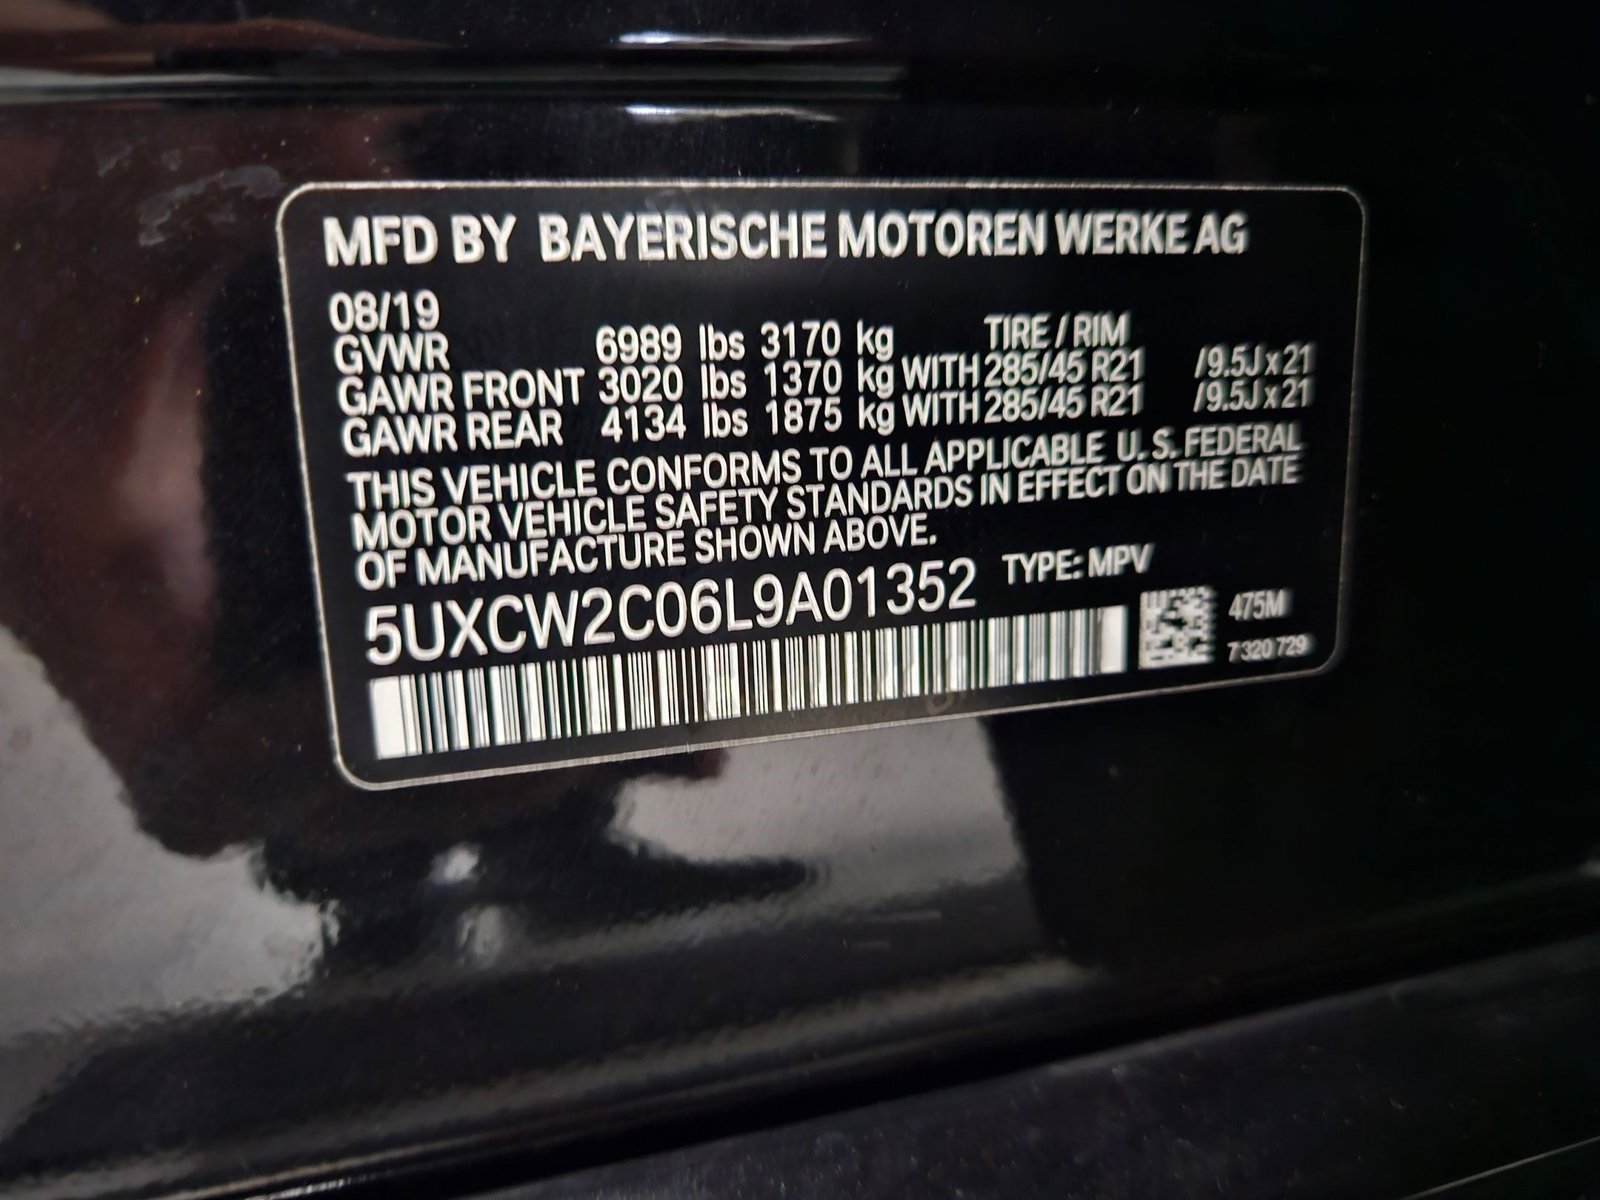 MFD BY BAYERISCHE MOTOREN WERKE AG
08/19
TIRE / RIM
GVWR 6989 lbs 3170 kg
GAWR FRONT 3020 lbs 1370 kg WITH 285/45 R21 /9.5J x 21
GAWR REAR 4134 lbs 1875 kg WITH 285/45 R21 /9.5J x 21
THIS VEHICLE CONFORMS TO ALL APPLICABLE U. S. FEDERAL
MOTOR VEHICLE SAFETY STANDARDS IN EFFECT ON THE DATE
OF MANUFACTURE SHOWN ABOVE.
5UXCW2C06L9A01352 TYPE: MPV
475M
7 320 729